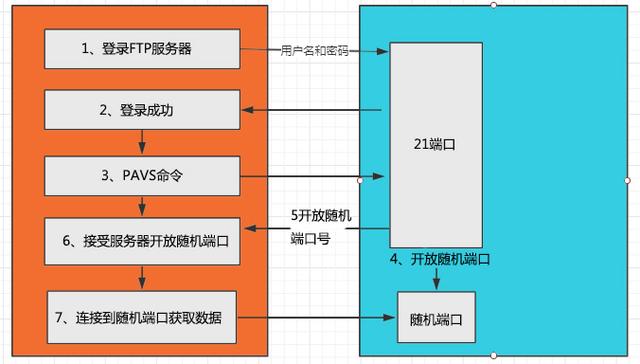 1、登录FTP服务器
用户名和密码
2、登录成功
21端口
3、PAVS命令
5开放随机
端口号
6、接受服务器开放随机端口
4、开放随机端口
7、连接到随机端口获取数据
随机端口